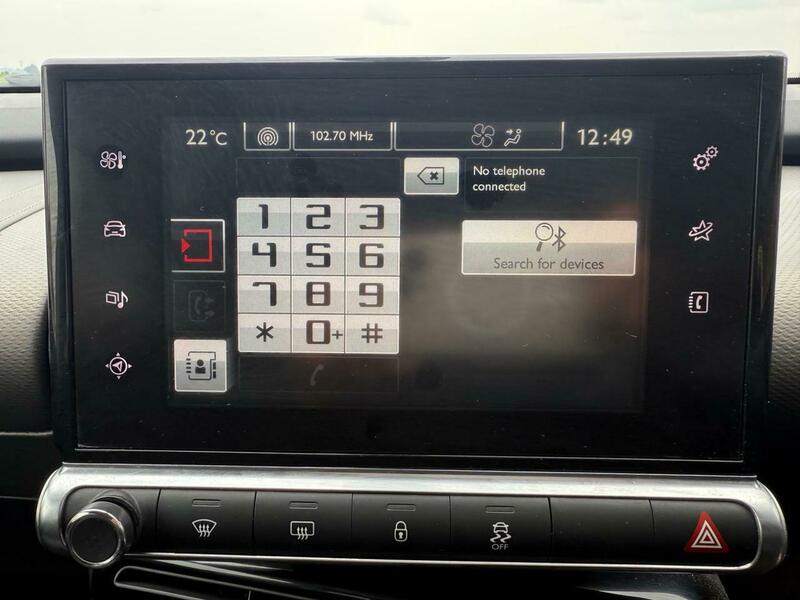 22°C 102.70 MHz 12:49
No telephone
connected
1 2 3
4 5 6
Search for devices
7 8 9
* 0+ #
OFF